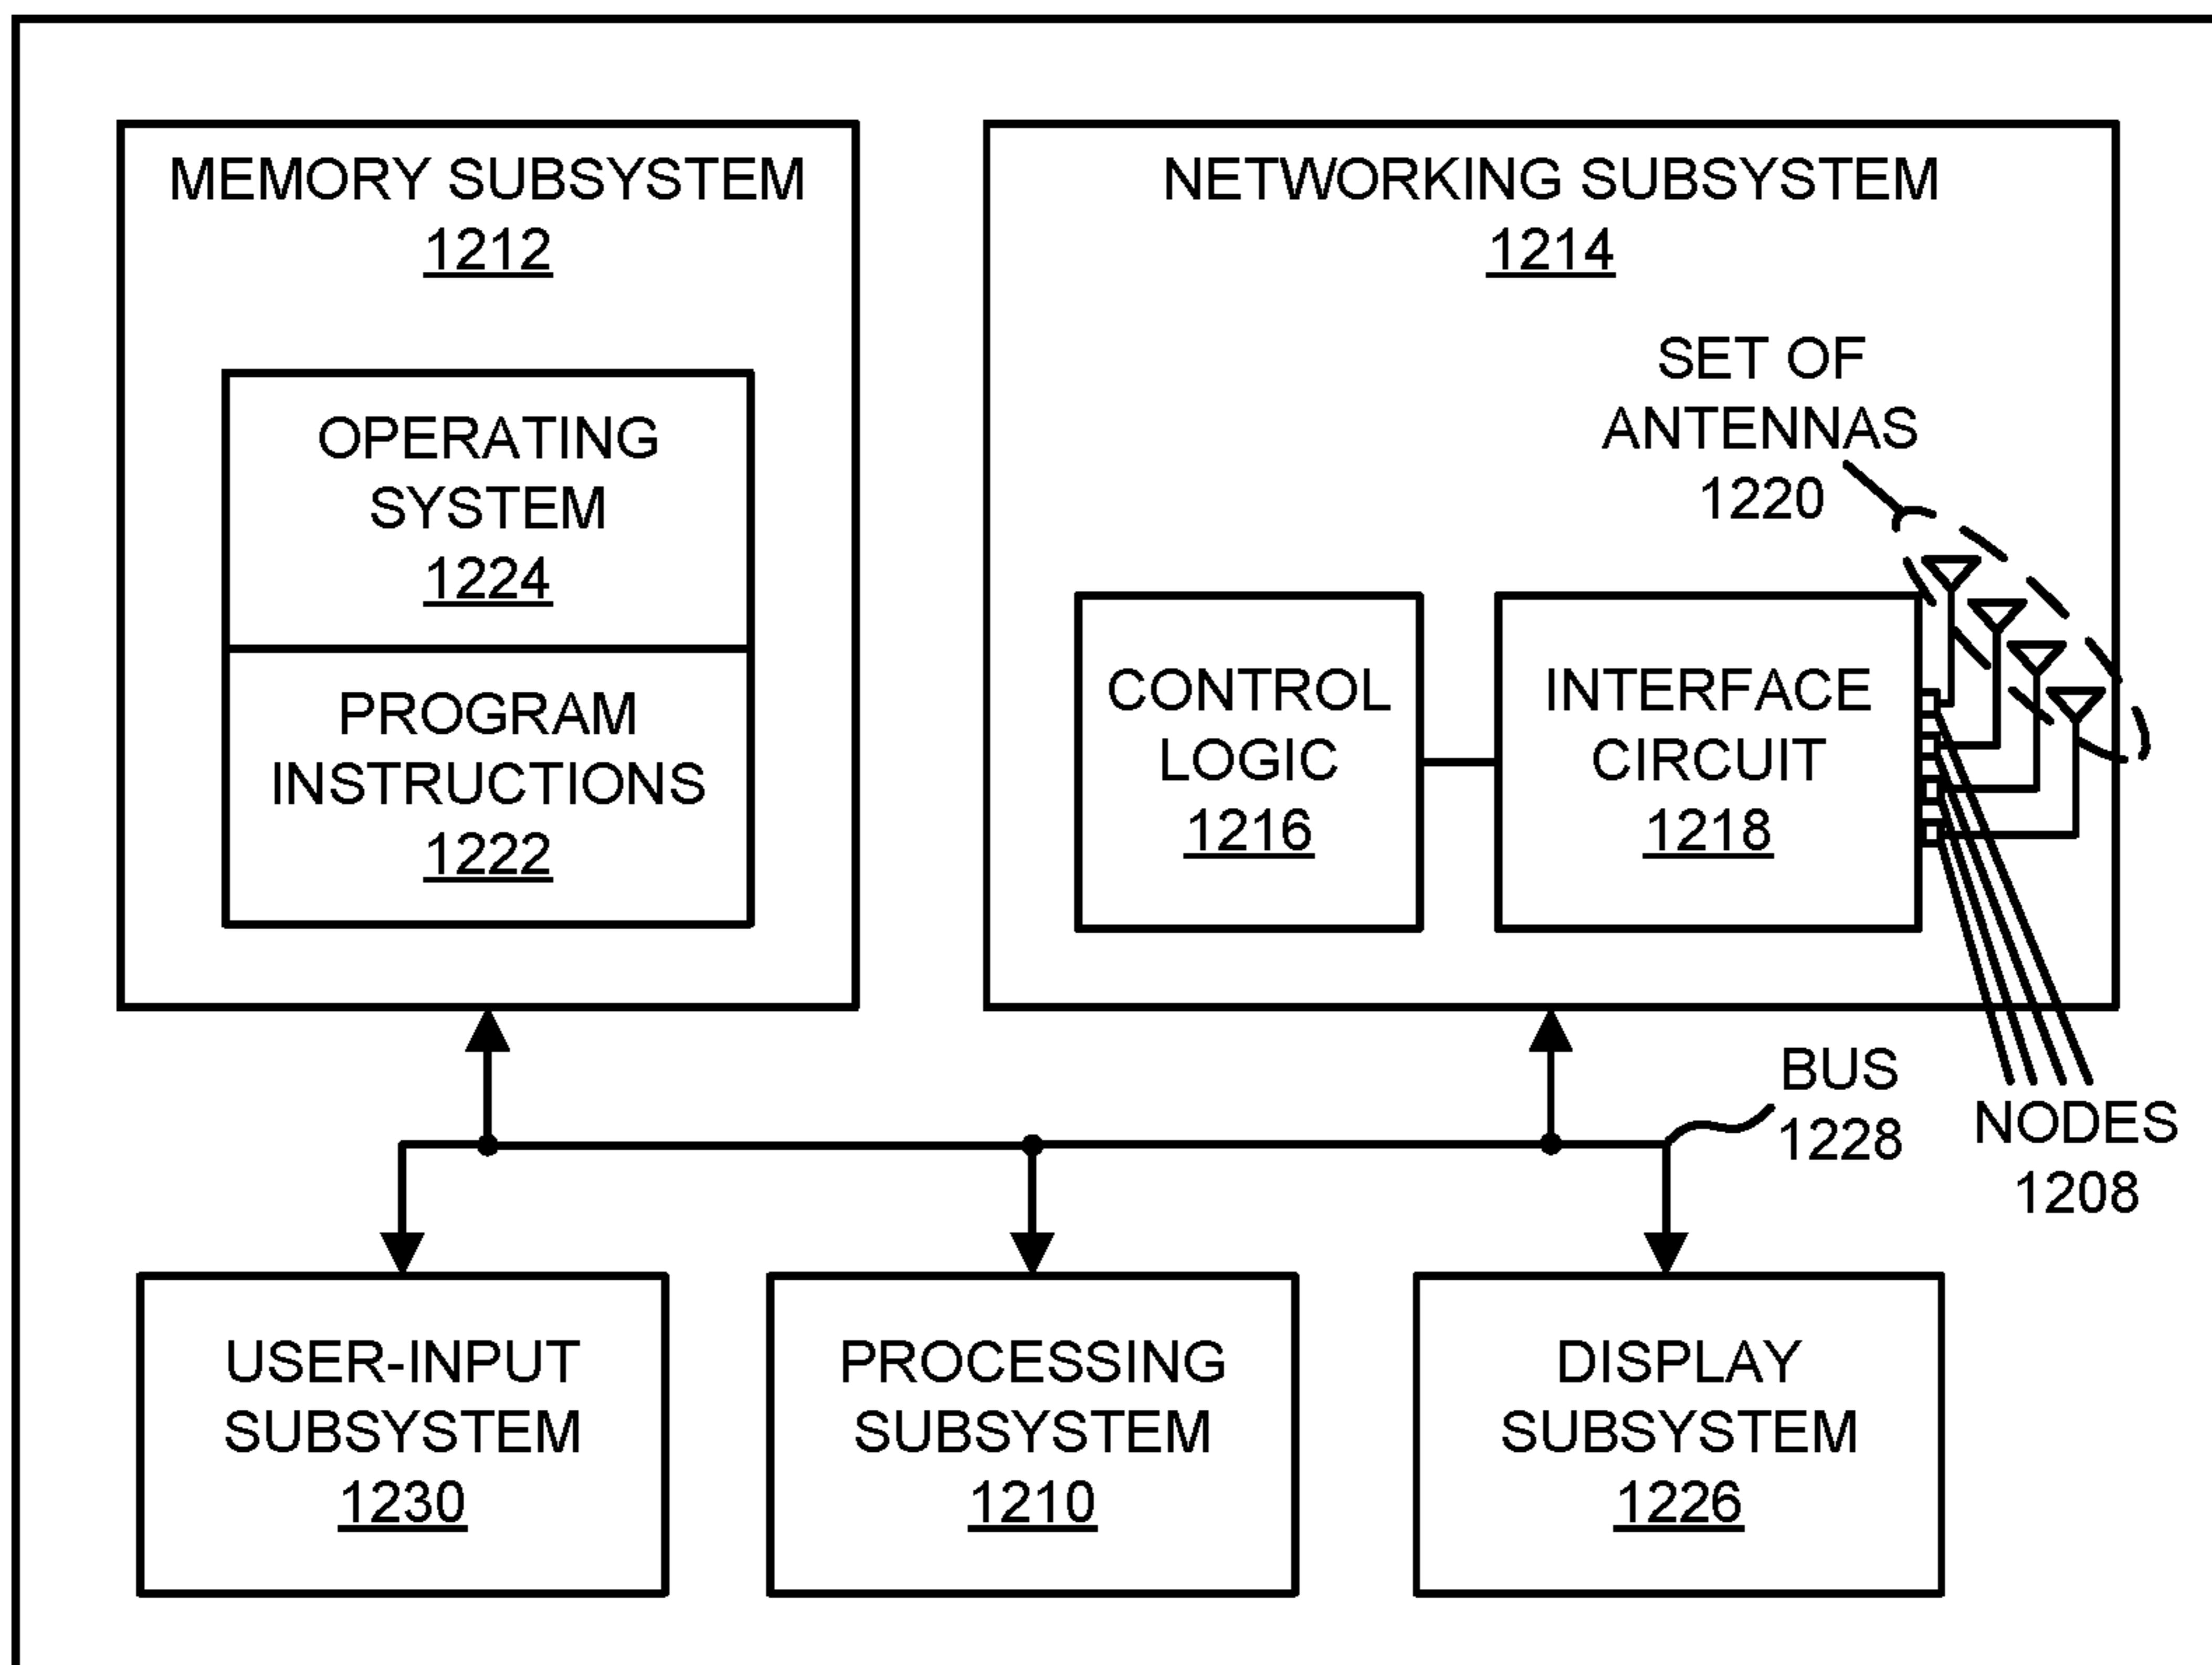 MEMORY SUBSYSTEM
1212
OPERATING
SYSTEM
1224
PROGRAM
INSTRUCTIONS
1222
NETWORKING SUBSYSTEM
1214
SET OF
ANTENNAS
1220
CONTROL
LOGIC
1216
INTERFACE
CIRCUIT
1218
BUS
1228
NODES
1208
USER-INPUT
SUBSYSTEM
1230
PROCESSING
SUBSYSTEM
1210
DISPLAY
SUBSYSTEM
1226